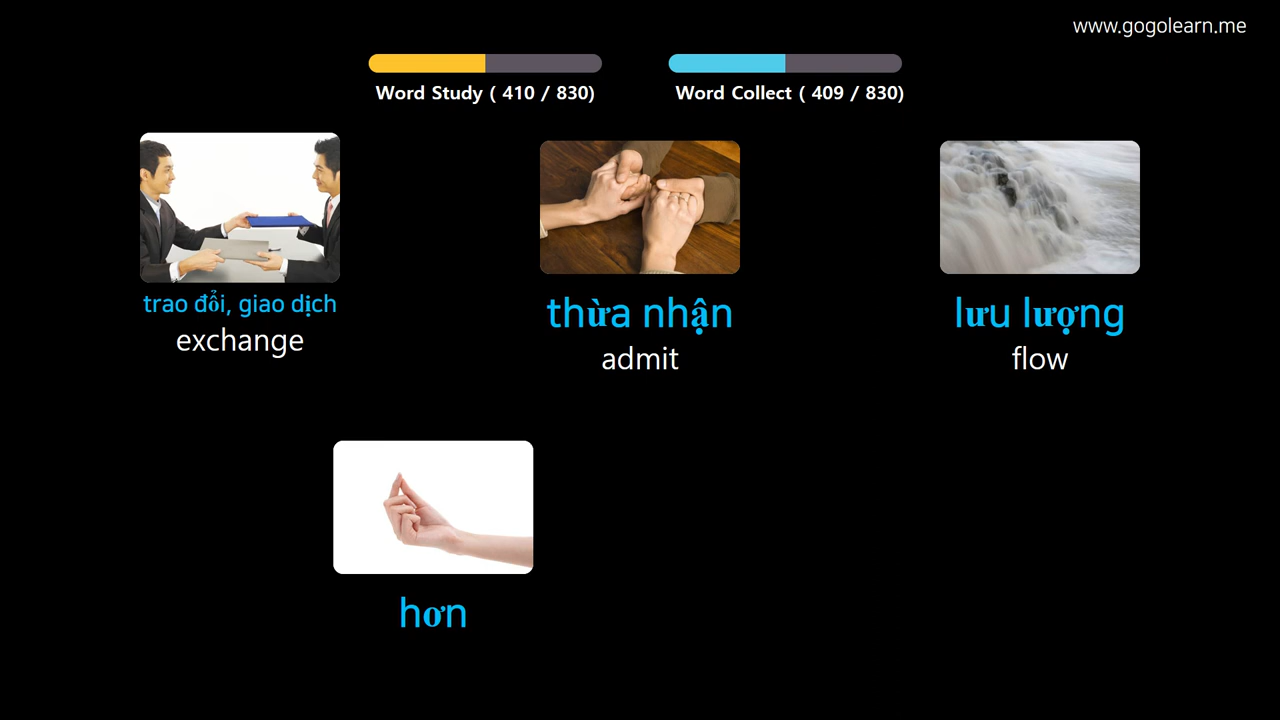 www.gogolearn.me
Word Study ( 410 / 830)
Word Collect ( 409 / 830)
trao đổi, giao dịch
exchange
thừa nhận
admit
lưu lượng
flow
hơn